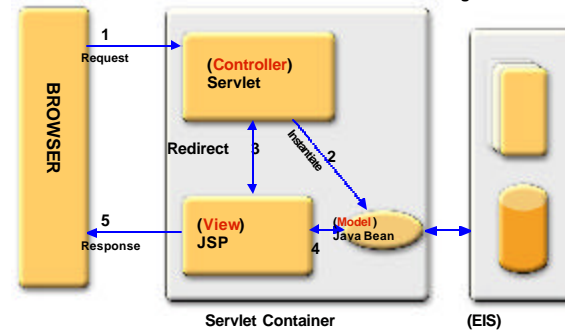 1
Request
BROWSER
(Controller)
Servlet
Redirect
3
2
Instantiate
5
Response
(View)
JSP
4
(Model)
Java Bean
Servlet Container
(EIS)